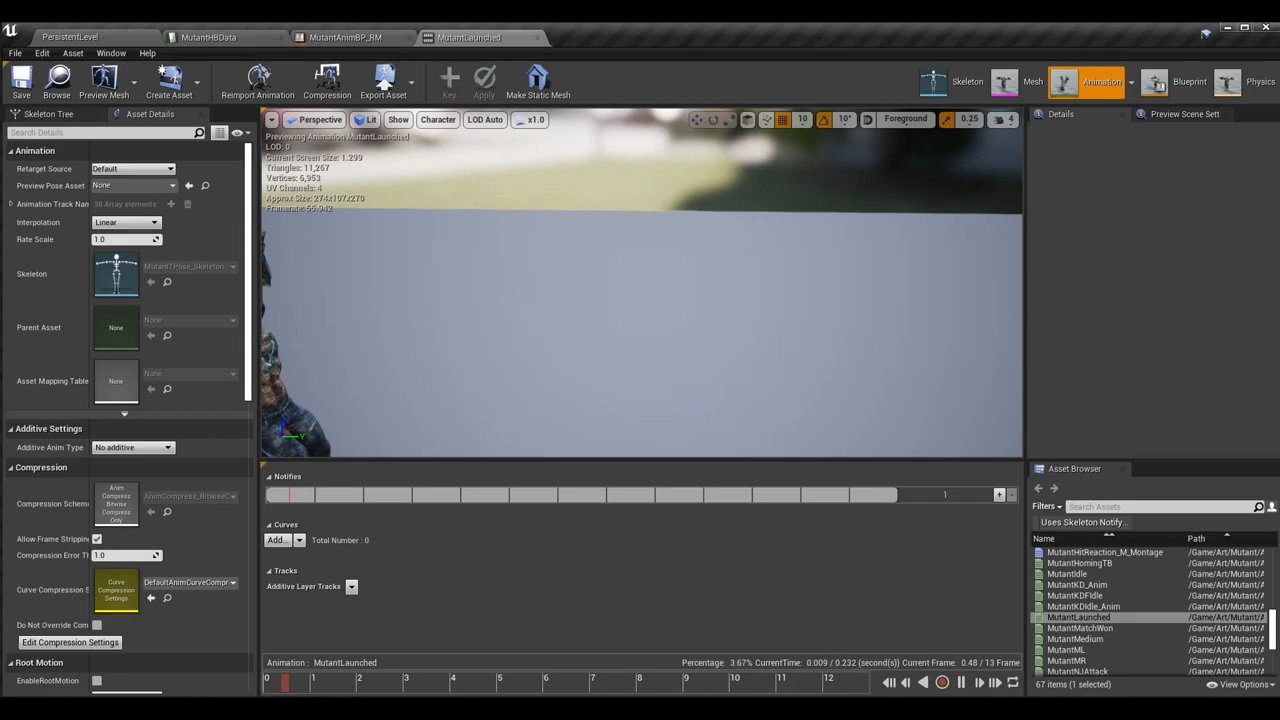 PersistentLevel
MutantHBData
MutantAnimBP_RM
MutantLaunched
File Edit Asset Window Help
Save
Browse
Preview Mesh
Create Asset
Reimport Animation
Compression
Export Asset
Key
Apply
Make Static Mesh
Skeleton
Mesh
Animation
Blueprint
Physics
Skeleton Tree
Asset Details
Search Details
Animation
Retarget Source Default
Preview Pose Asset None
Animation Track Nam 38 Array elements
Interpolation Linear
Rate Scale 1.0
Skeleton MutantTPose_Skeleton
Parent Asset None None
Asset Mapping Table None None
Additive Settings
Additive Anim Type No additive
Compression
Compression Scheme Anim Compress Bitwise Compress Only AnimCompress_BitwiseC
Allow Frame Stripping
Compression Error Th 1.0
Curve Compression S Curve Compression Settings DefaultAnimCurveCompr
Do Not Override Com
Edit Compression Settings
Root Motion
EnableRootMotion
Perspective Lit Show Character LOD Auto x1.0
10 10° Foreground 0.25 4
Previewing Animation MutantLaunched
LOD: 0
Current Screen Size: 1.299
Triangles: 11,267
Vertices: 6,953
UV Channels: 4
Approx Size: 274x107x270
Framerate: 55.942
Y
Notifies
1
Curves
Add... Total Number : 0
Tracks
Additive Layer Tracks
Animation : MutantLaunched
Percentage: 3.67% CurrentTime: 0.009 / 0.232 (second(s)) Current Frame: 0.48 / 13 Frame
0 1 2 3 4 5 6 7 8 9 10 11 12
Details
Preview Scene Sett
Asset Browser
Filters Search Assets
Uses Skeleton Notify...
Name Path
MutantHitReaction_M_Montage /Game/Art/Mutant/A
MutantHomingTB /Game/Art/Mutant/A
MutantIdle /Game/Art/Mutant/A
MutantKD_Anim /Game/Art/Mutant/A
MutantKDFIdle /Game/Art/Mutant/A
MutantKDIdle_Anim /Game/Art/Mutant/A
MutantLaunched /Game/Art/Mutant/A
MutantMatchWon /Game/Art/Mutant/A
MutantMedium /Game/Art/Mutant/A
MutantML /Game/Art/Mutant/A
MutantMR /Game/Art/Mutant/A
MutantNJAttack /Game/Art/Mutant/A
67 items (1 selected)
View Options